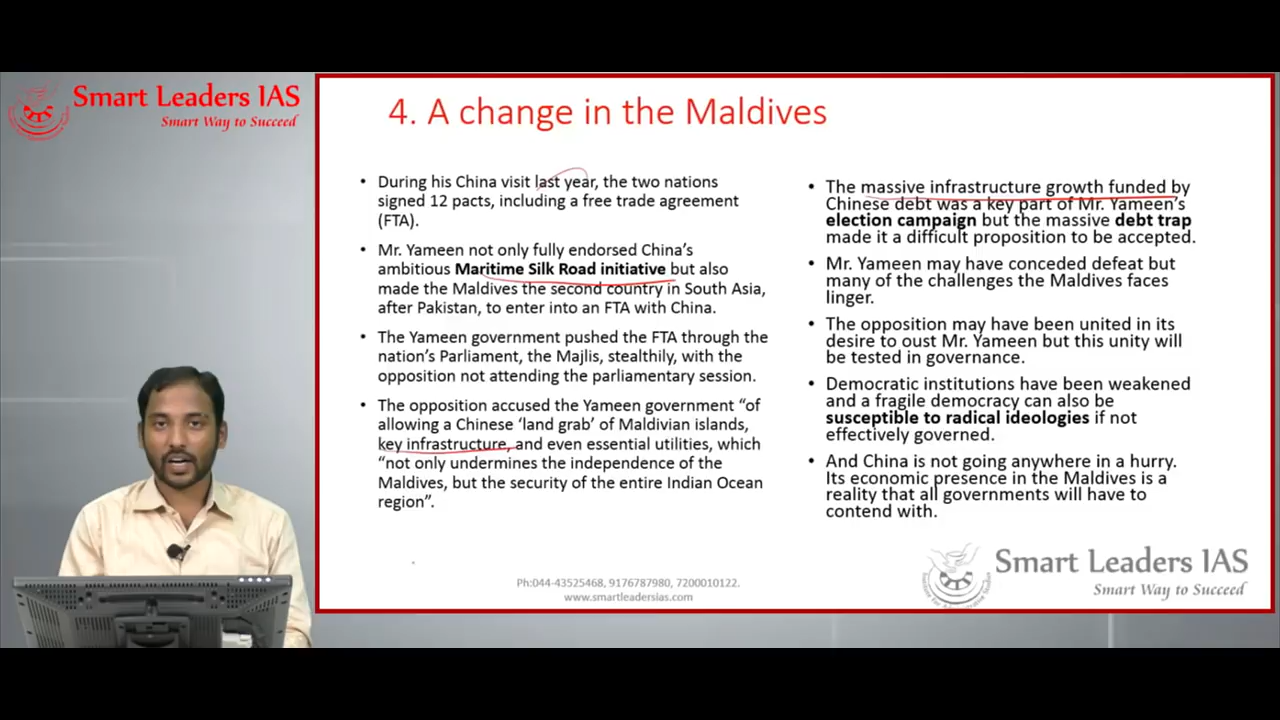 Smart Leaders IAS
Smart Way to Succeed
4. A change in the Maldives
• During his China visit last year, the two nations
signed 12 pacts, including a free trade agreement
(FTA).
• Mr. Yameen not only fully endorsed China's
ambitious Maritime Silk Road initiative but also
made the Maldives the second country in South Asia,
after Pakistan, to enter into an FTA with China.
• The Yameen government pushed the FTA through the
nation's Parliament, the Majlis, stealthily, with the
opposition not attending the parliamentary session.
• The opposition accused the Yameen government “of
allowing a Chinese ‘land grab’ of Maldivian islands,
key infrastructure, and even essential utilities, which
“not only undermines the independence of the
Maldives, but the security of the entire Indian Ocean
region”.
• The massive infrastructure growth funded by
Chinese debt was a key part of Mr. Yameen's
election campaign but the massive debt trap
made it a difficult proposition to be accepted.
• Mr. Yameen may have conceded defeat but
many of the challenges the Maldives faces
linger.
• The opposition may have been united in its
desire to oust Mr. Yameen but this unity will
be tested in governance.
• Democratic institutions have been weakened
and a fragile democracy can also be
susceptible to radical ideologies if not
effectively governed.
• And China is not going anywhere in a hurry.
Its economic presence in the Maldives is a
reality that all governments will have to
contend with.
Ph:044-43525468, 9176787980, 7200010122.
www.smartleadersias.com
Smart Leaders IAS
Smart Way to Succeed